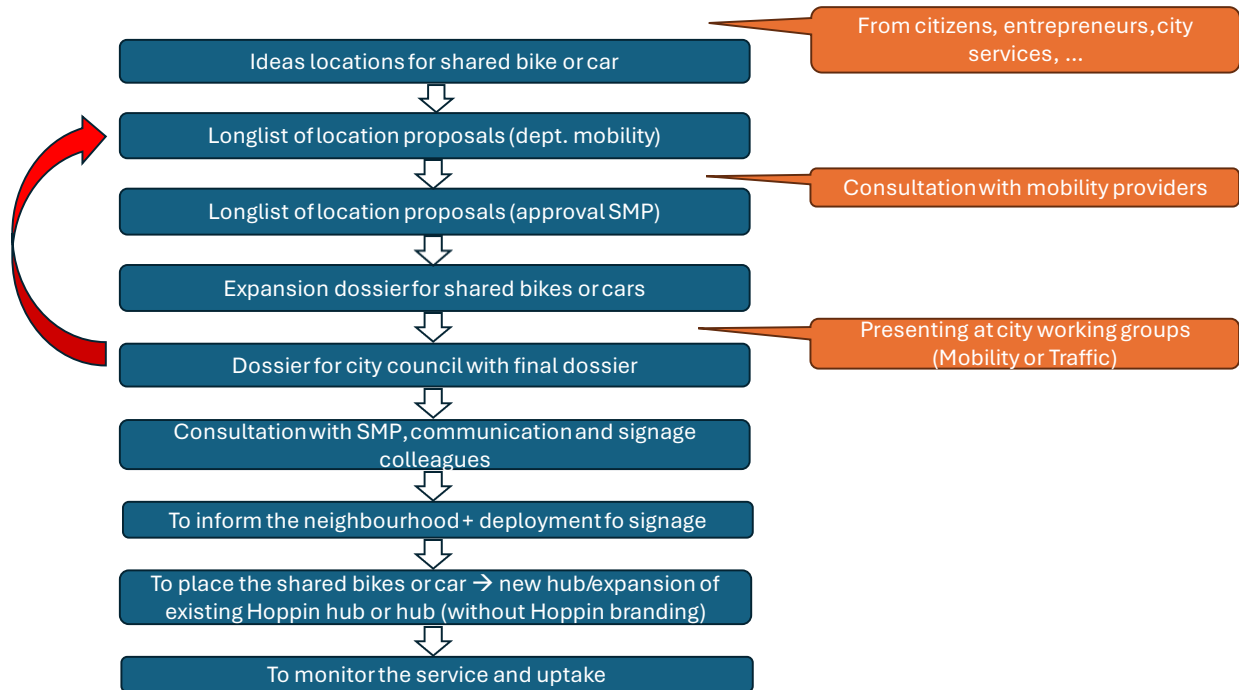 From citizens, entrepreneurs, city
services, ...
Ideas locations for shared bike or car
Longlist of location proposals (dept. mobility)
Consultation with mobility providers
Longlist of location proposals (approval SMP)
Expansion dossier for shared bikes or cars
Presenting at city working groups
(Mobility or Traffic)
Dossier for city council with final dossier
Consultation with SMP, communication and signage
colleagues
To inform the neighbourhood + deployment fo signage
To place the shared bikes or car → new hub/expansion of
existing Hoppin hub or hub (without Hoppin branding)
To monitor the service and uptake